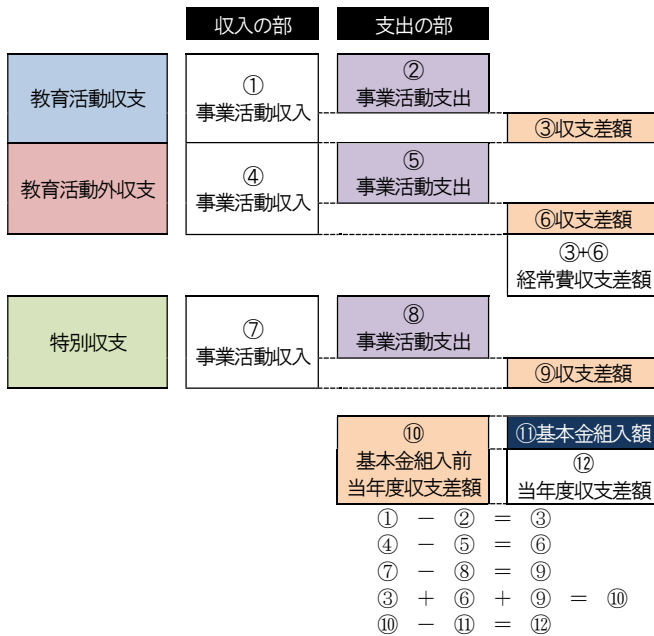 収入の部
支出の部
教育活動収支
①
事業活動収入
②
事業活動支出
③収支差額
教育活動外収支
④
事業活動収入
⑤
事業活動支出
⑥収支差額
③+⑥
経常費収支差額
特別収支
⑦
事業活動収入
⑧
事業活動支出
⑨収支差額
⑩
基本金組入前
当年度収支差額
⑪基本金組入額
⑫
当年度収支差額
① － ② ＝ ③
④ － ⑤ ＝ ⑥
⑦ － ⑧ ＝ ⑨
③ ＋ ⑥ ＋ ⑨ ＝ ⑩
⑩ － ⑪ ＝ ⑫